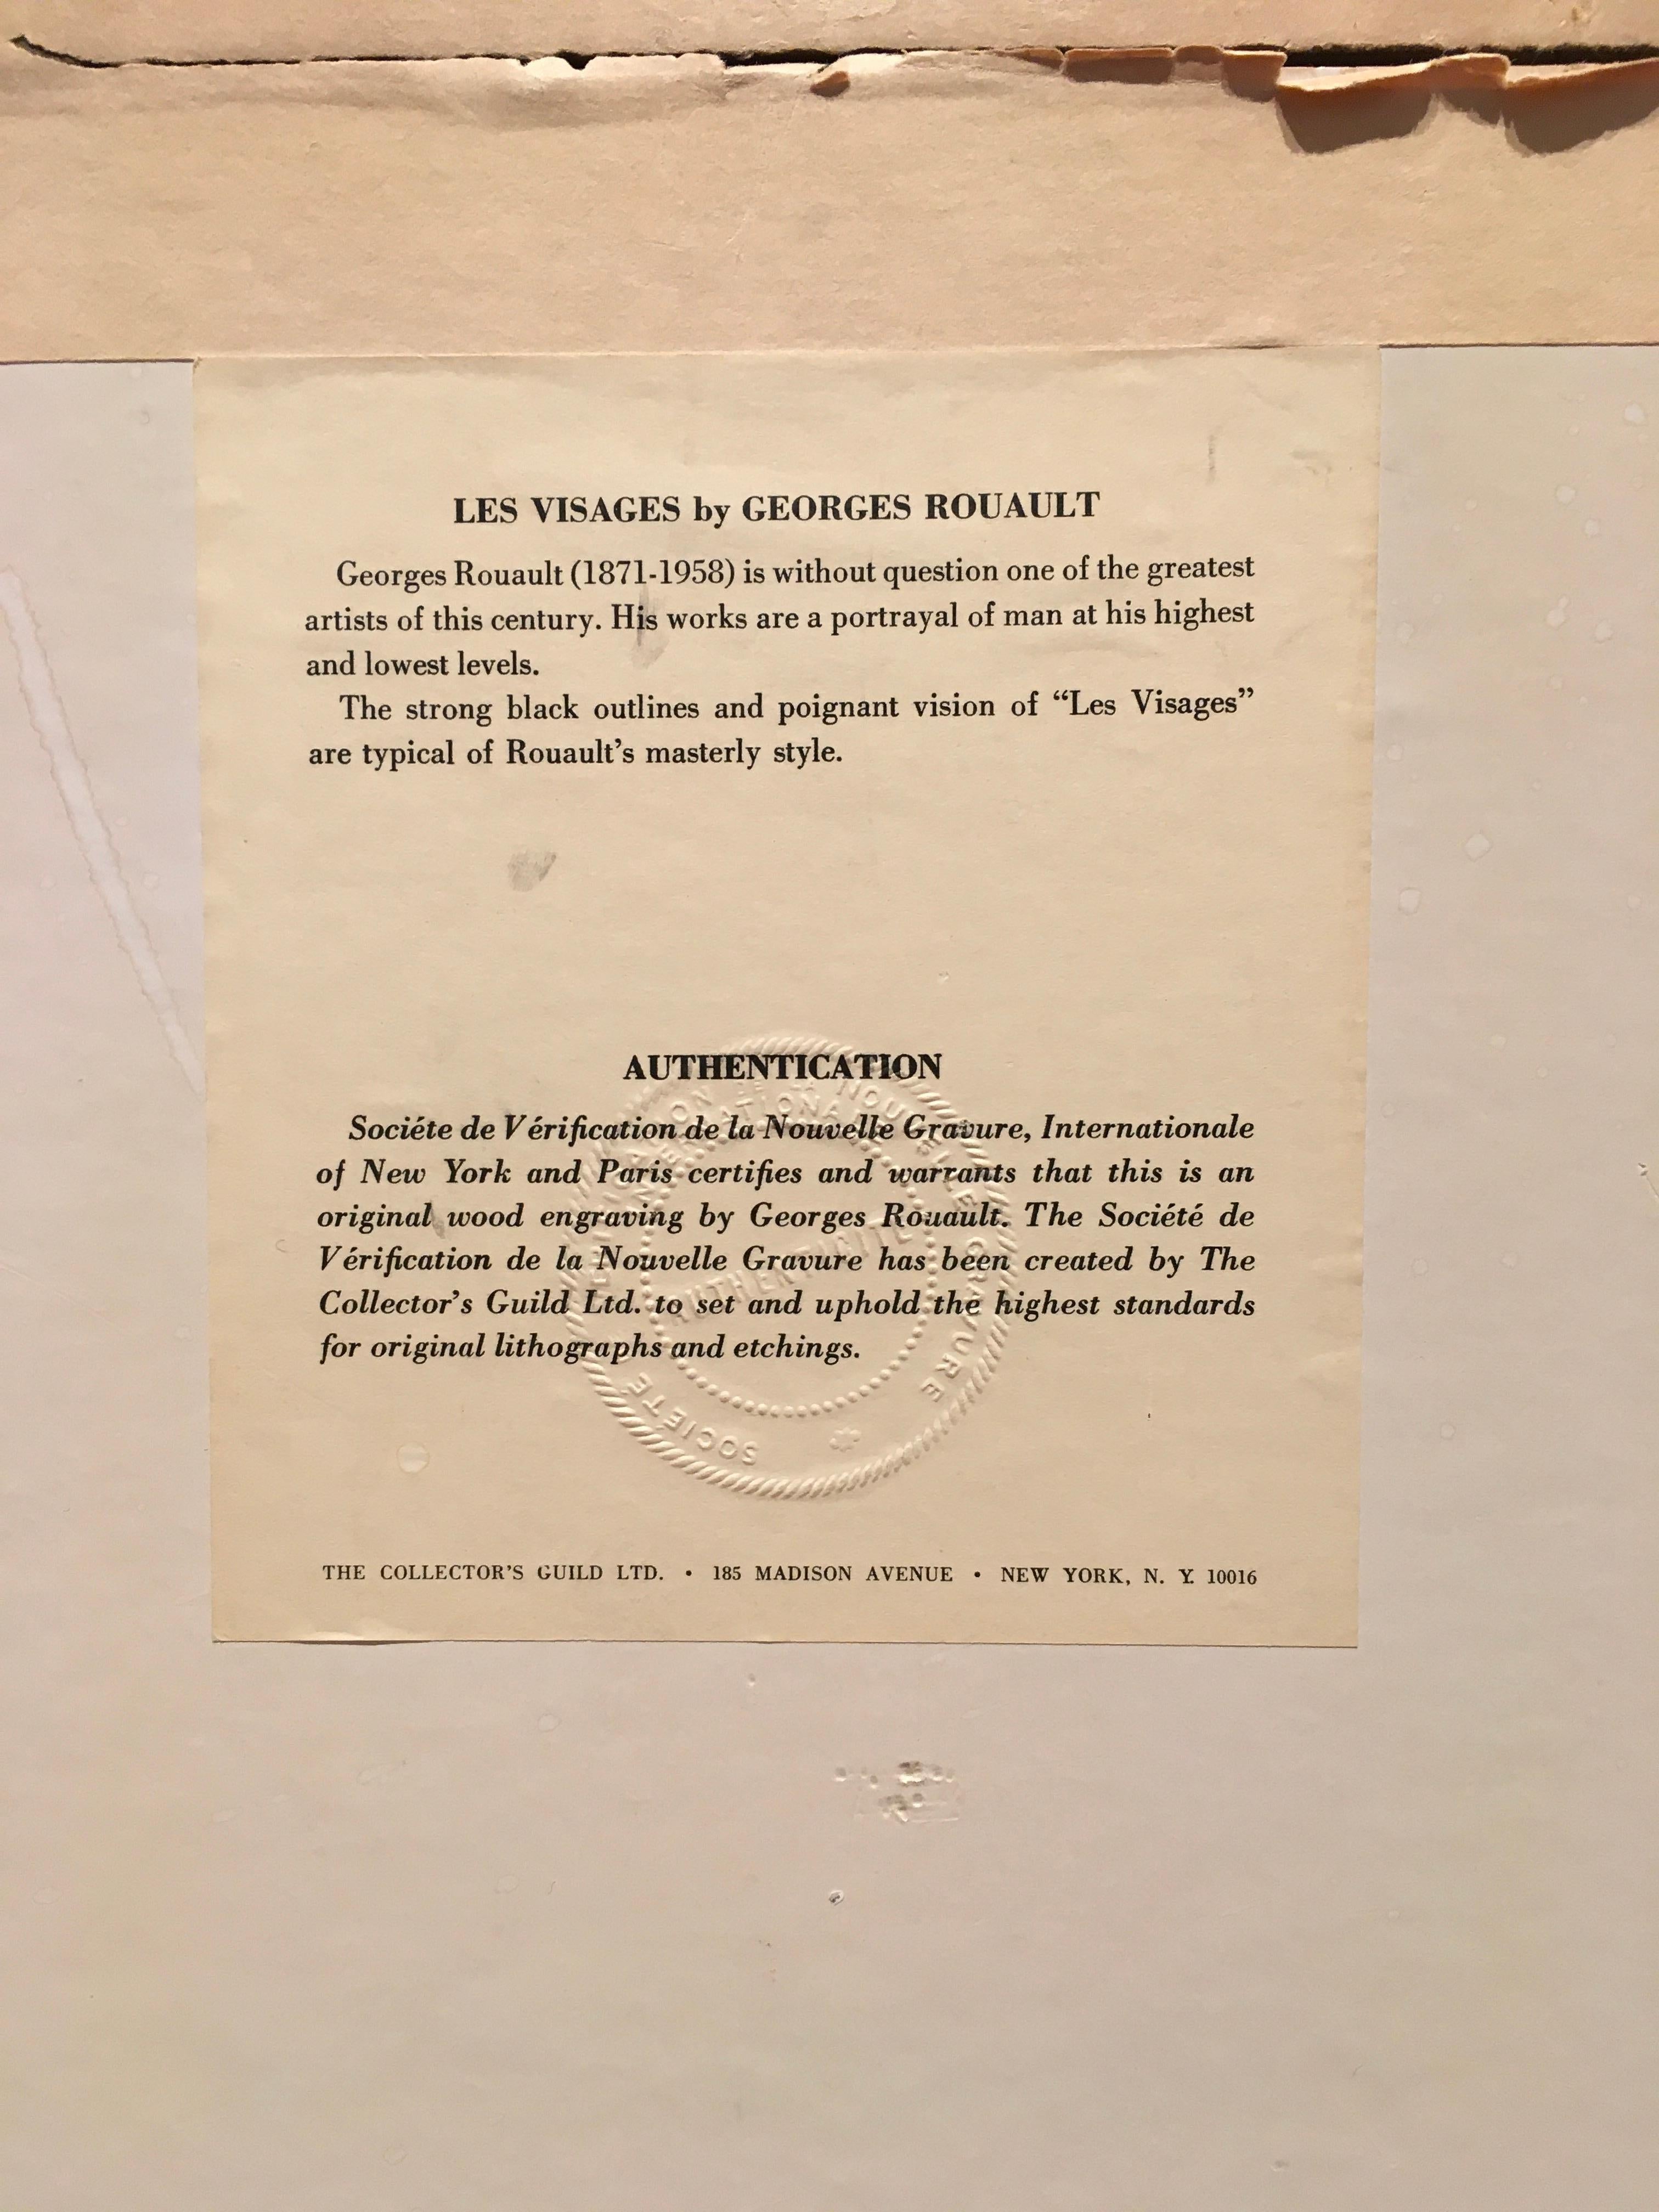 LES VISAGES by GEORGES ROUAULT
Georges Rouault (1871-1958) is without question one of the greatest
artists of this century. His works are a portrayal of man at his highest
and lowest levels.
The strong black outlines and poignant vision of “Les Visages”
are typical of Rouault’s masterly style.
AUTHENTICATION
Sociéte de Vérification de la Nouvelle Gravure, Internationale
of New York and Paris certifies and warrants that this is an
original wood engraving by Georges Rouault. The Société de
Vérification de la Nouvelle Gravure has been created by The
Collector’s Guild Ltd. to set and uphold the highest standards
for original lithographs and etchings.
SOCIETE
NOUVELLE GRAVURE
THE COLLECTOR’S GUILD LTD. • 185 MADISON AVENUE • NEW YORK, N. Y. 10016